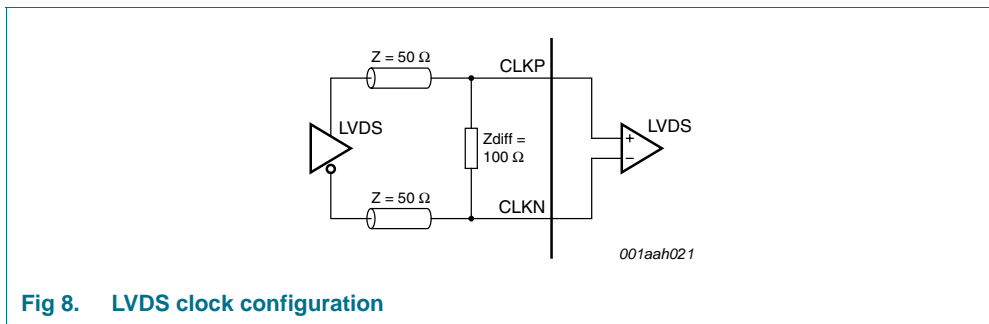 Z = 50 Ω
CLKP
LVDS
Zdiff =
100 Ω
+
−
LVDS
Z = 50 Ω
CLKN
001aah021
Fig 8. LVDS clock configuration